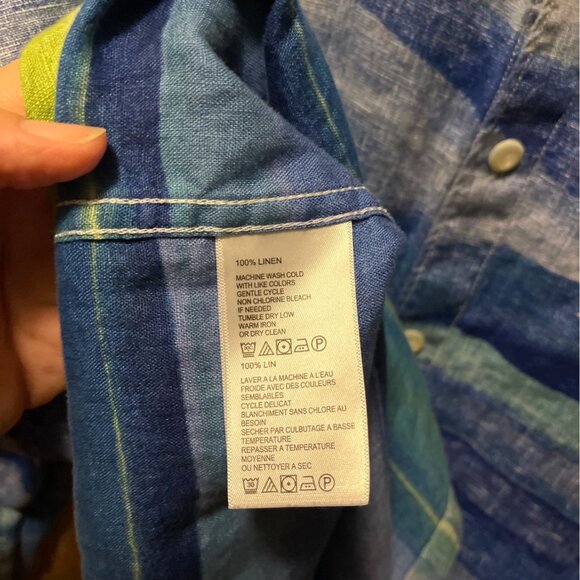 100% LINEN
MACHINE WASH COLD
WITH LIKE COLORS
GENTLE CYCLE
NON CHLORINE BLEACH
IF NEEDED
TUMBLE DRY LOW
WARM IRON
OR DRY CLEAN
30 P
100% LIN
LAVER A LA MACHINE A L'EAU
FROIDE AVEC DES COULEURS
SEMBLABLES
CYCLE DELICAT
BLANCHIMENT SANS CHLORE AU
BESOIN
SECHER PAR CULBUTAGE A BASSE
TEMPERATURE
REPASSER A TEMPERATURE
MOYENNE
OU NETTOYER A SEC
30 P